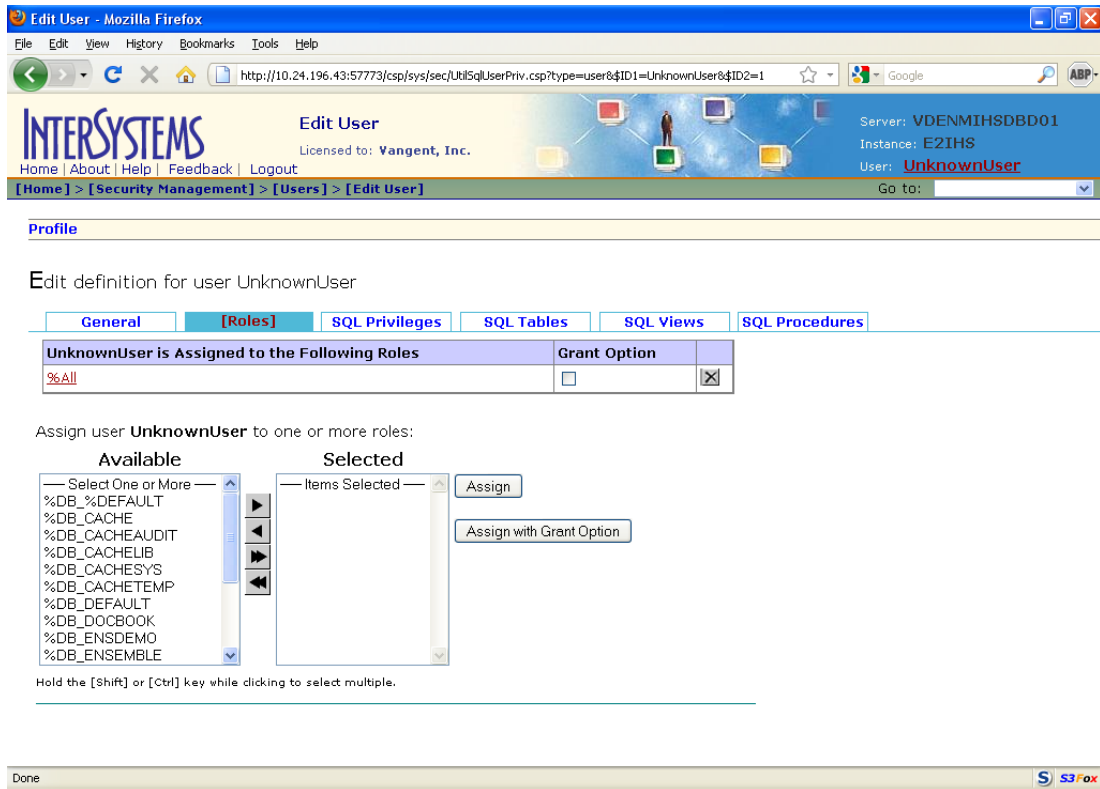 Edit User - Mozilla Firefox
File Edit View History Bookmarks Tools Help
http://10.24.196.43:57773/csp/sys/sec/UtilSqlUserPriv.csp?type=user&$ID1=UnknownUser&$ID2=1
Google
ABP
INTERSYSTEMS
Edit User
Licensed to: Vangent, Inc.
Server: VDENMIHSDBD01
Instance: E2IHS
User: UnknownUser
Home | About | Help | Feedback | Logout
[Home] > [Security Management] > [Users] > [Edit User]
Go to:
Profile
Edit definition for user UnknownUser
General [Roles] SQL Privileges SQL Tables SQL Views SQL Procedures
UnknownUser is Assigned to the Following Roles Grant Option
%All
Assign user UnknownUser to one or more roles:
Available Selected
── Select One or More ── ── Items Selected ── Assign
%DB_%DEFAULT
%DB_CACHE
%DB_CACHEAUDIT Assign with Grant Option
%DB_CACHELIB
%DB_CACHESYS
%DB_CACHETEMP
%DB_DEFAULT
%DB_DOCBOOK
%DB_ENSDEMO
%DB_ENSEMBLE
Hold the [Shift] or [Ctrl] key while clicking to select multiple.
Done
S S3Fox